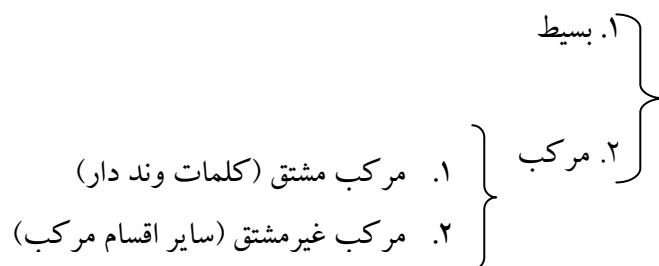 ۱. بسیط
۲. مرکب
۱. مرکب مشتق (کلمات وند دار)
۲. مرکب غیرمشتق (سایر اقسام مرکب)